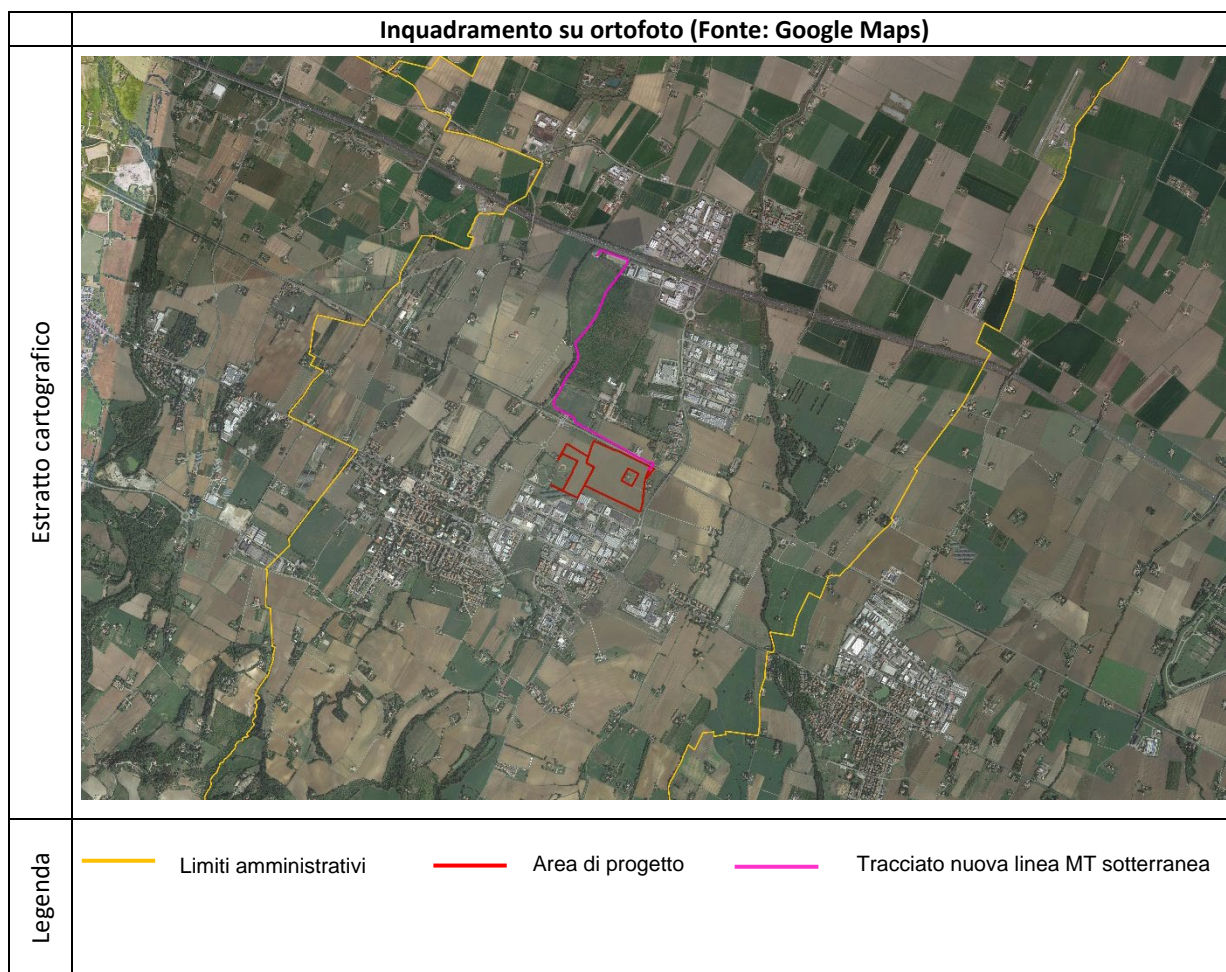 Inquadramento su ortofoto (Fonte: Google Maps)
Estratto cartografico
Legenda
Limiti amministrativi
Area di progetto
Tracciato nuova linea MT sotterranea